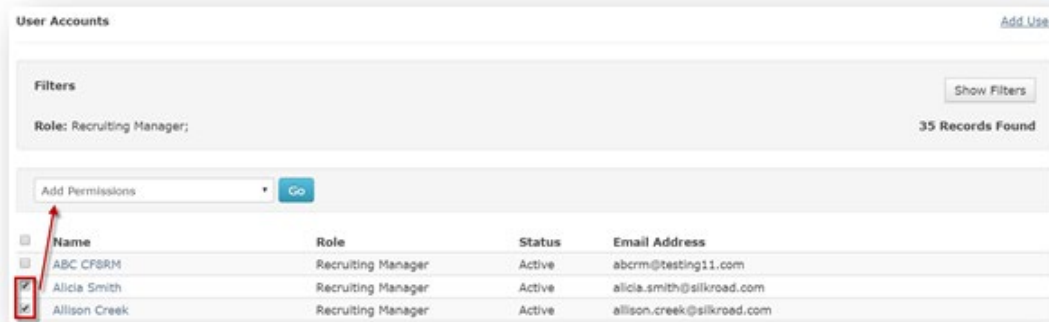 User Accounts Add Use
Filters Show Filters
Role: Recruiting Manager; 35 Records Found
Add Permissions Go
Name Role Status Email Address
ABC CF8RM Recruiting Manager Active abcrm@testing11.com
Alicia Smith Recruiting Manager Active alicia.smith@silkroad.com
Allison Creek Recruiting Manager Active allison.creek@silkroad.com